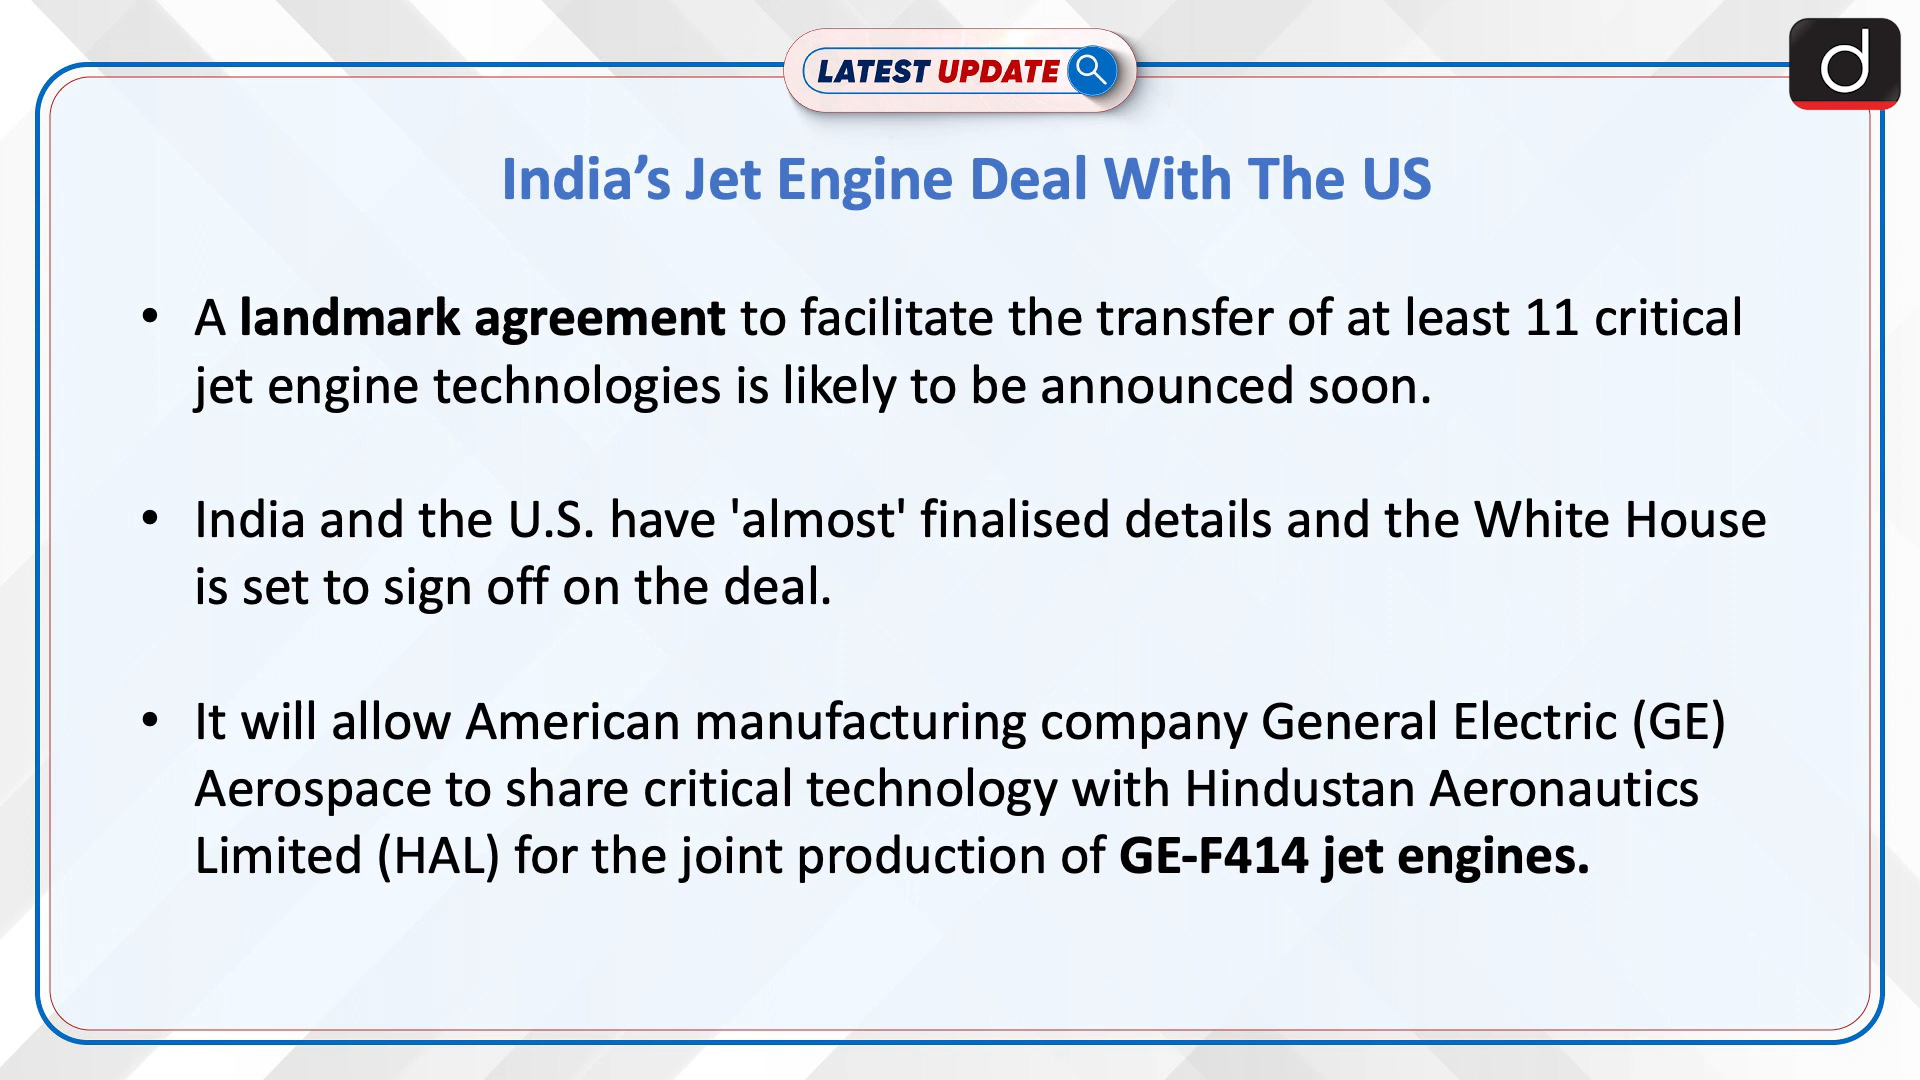 LATEST UPDATE
d
India’s Jet Engine Deal With The US
• A landmark agreement to facilitate the transfer of at least 11 critical
jet engine technologies is likely to be announced soon.
• India and the U.S. have 'almost' finalised details and the White House
is set to sign off on the deal.
• It will allow American manufacturing company General Electric (GE)
Aerospace to share critical technology with Hindustan Aeronautics
Limited (HAL) for the joint production of GE-F414 jet engines.